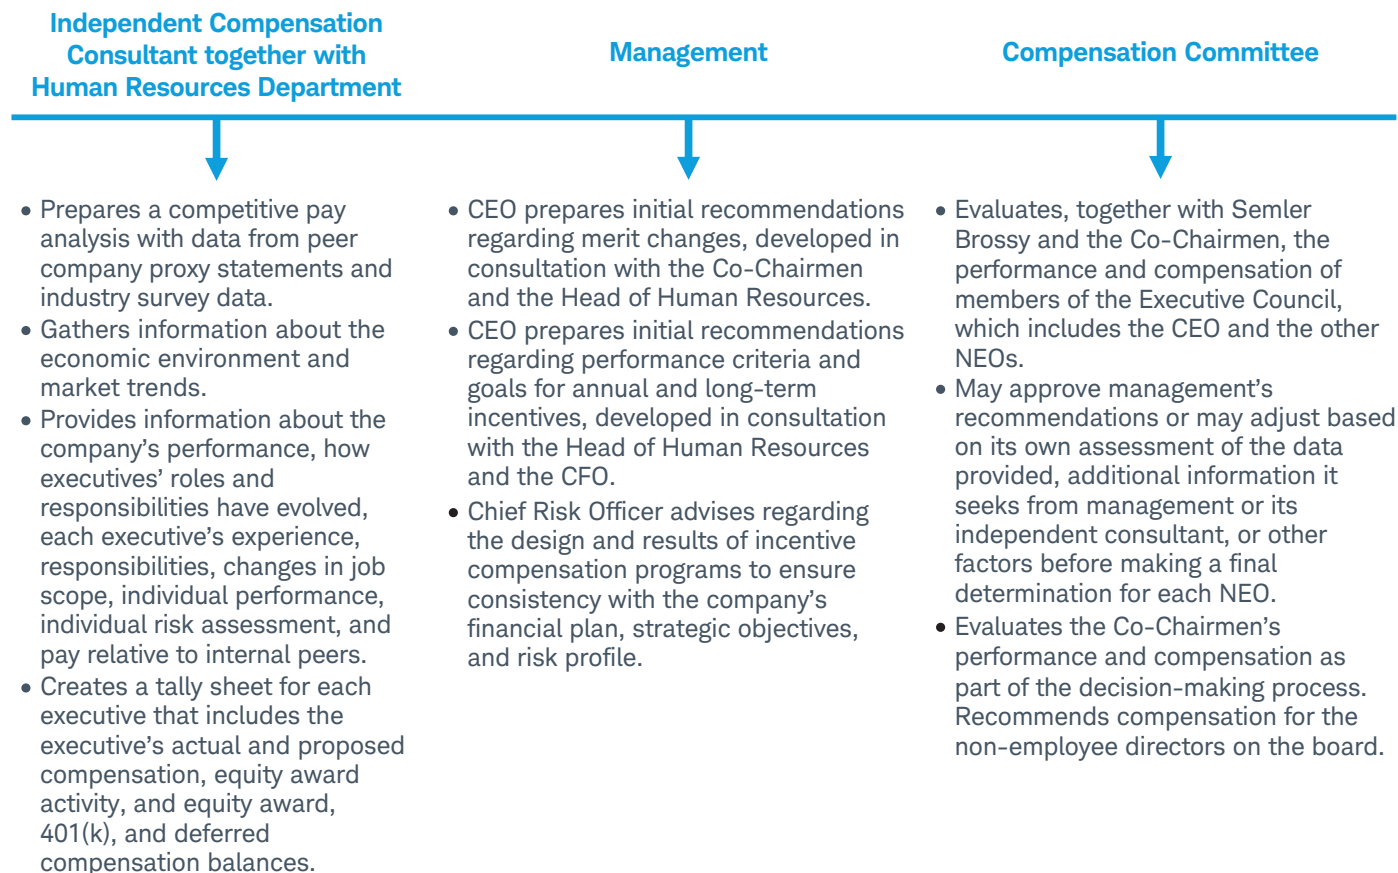 Independent Compensation
Consultant together with
Human Resources Department
Management
Compensation Committee
• Prepares a competitive pay
analysis with data from peer
company proxy statements and
industry survey data.
• Gathers information about the
economic environment and
market trends.
• Provides information about the
company’s performance, how
executives’ roles and
responsibilities have evolved,
each executive’s experience,
responsibilities, changes in job
scope, individual performance,
individual risk assessment, and
pay relative to internal peers.
• Creates a tally sheet for each
executive that includes the
executive’s actual and proposed
compensation, equity award
activity, and equity award,
401(k), and deferred
compensation balances.
• CEO prepares initial recommendations
regarding merit changes, developed in
consultation with the Co-Chairmen
and the Head of Human Resources.
• CEO prepares initial recommendations
regarding performance criteria and
goals for annual and long-term
incentives, developed in consultation
with the Head of Human Resources
and the CFO.
• Chief Risk Officer advises regarding
the design and results of incentive
compensation programs to ensure
consistency with the company’s
financial plan, strategic objectives,
and risk profile.
• Evaluates, together with Semler
Brossy and the Co-Chairmen, the
performance and compensation of
members of the Executive Council,
which includes the CEO and the other
NEOs.
• May approve management’s
recommendations or may adjust based
on its own assessment of the data
provided, additional information it
seeks from management or its
independent consultant, or other
factors before making a final
determination for each NEO.
• Evaluates the Co-Chairmen’s
performance and compensation as
part of the decision-making process.
Recommends compensation for the
non-employee directors on the board.